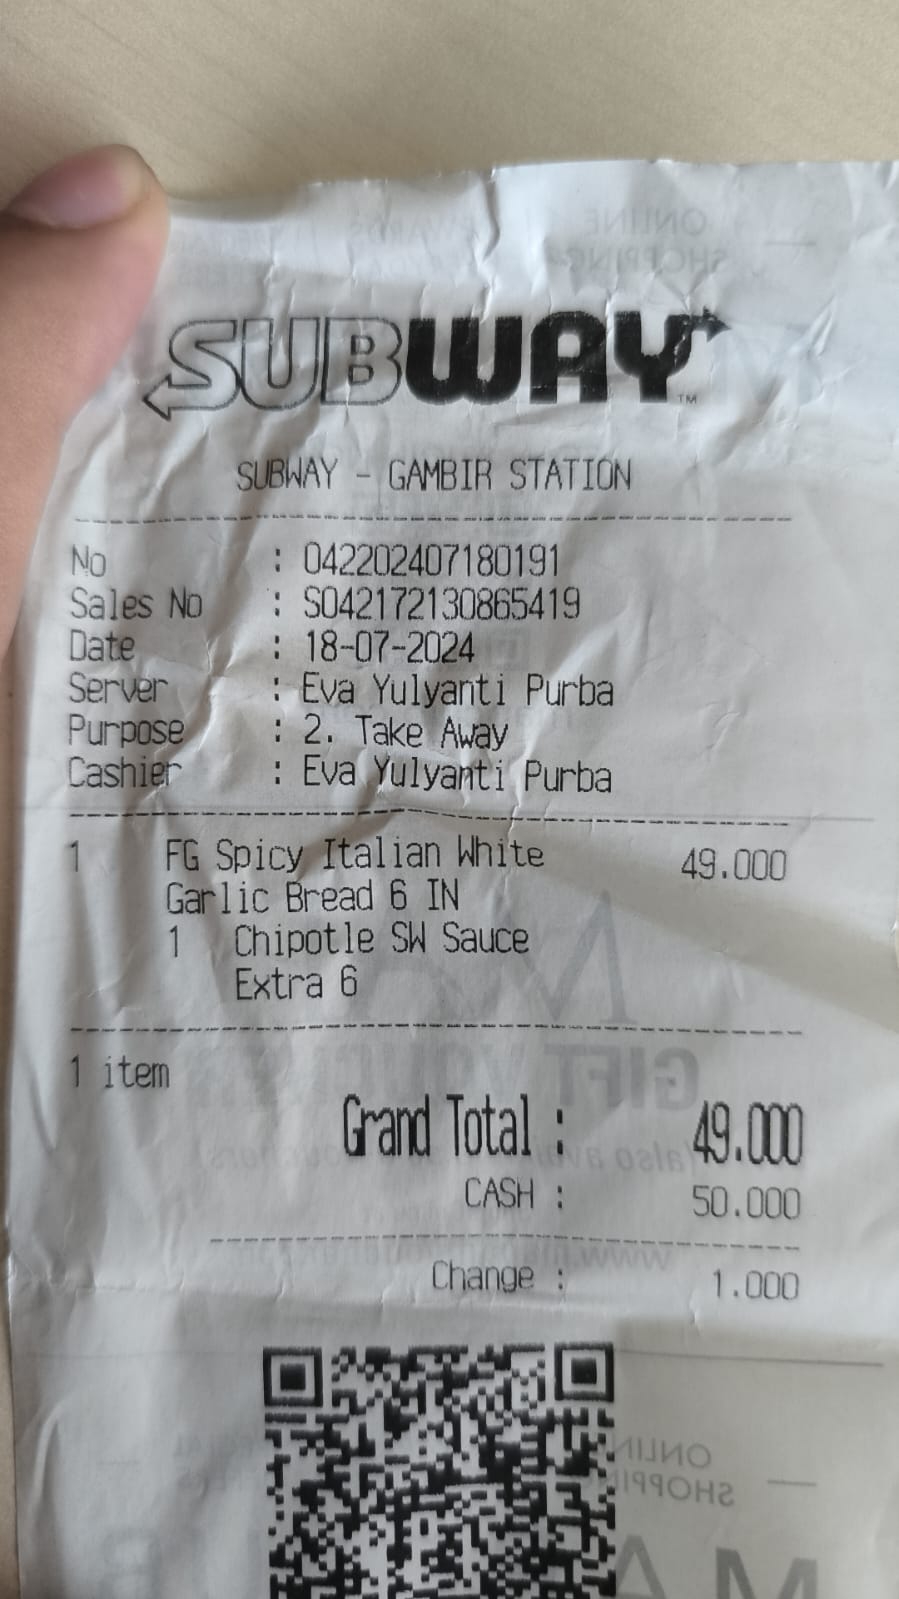 SUBWAY™
SUBWAY - GAMBIR STATION
No : 042202407180191
Sales No : S042172130865419
Date : 18-07-2024
Server : Eva Yulyanti Purba
Purpose : 2. Take Away
Cashier : Eva Yulyanti Purba
1 FG Spicy Italian White 49.000
Garlic Bread 6 IN
1 Chipotle SW Sauce
Extra 6
1 item
Grand Total : 49.000
CASH : 50.000
Change : 1.000